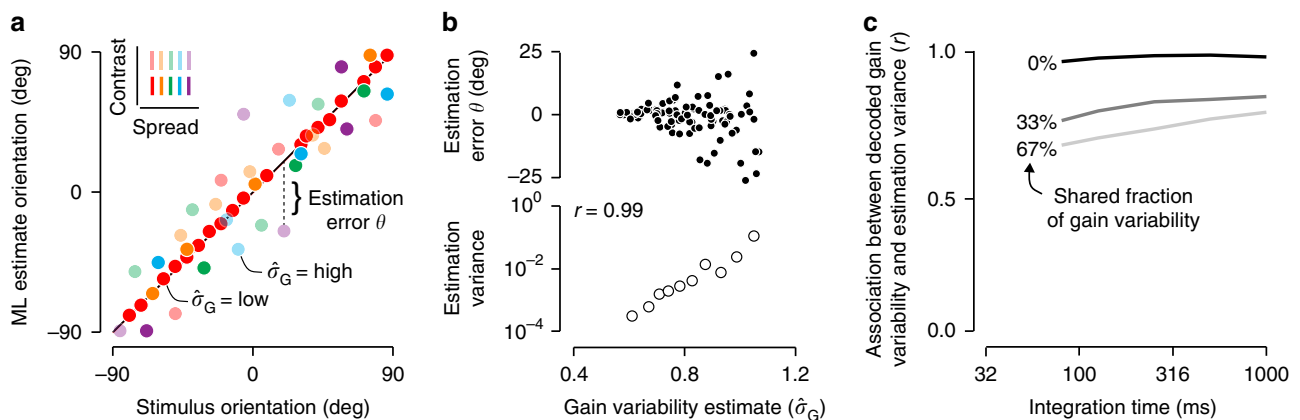 a
ML estimate orientation (deg)
90
0
−90
−90
0
90
Stimulus orientation (deg)
Contrast
Spread
Estimation
error θ
σ̂G = high
σ̂G = low
b
Estimation
error θ (deg)
25
0
−25
Estimation
variance
10⁰
10⁻²
10⁻⁴
r = 0.99
0.4
0.8
1.2
Gain variability estimate (σ̂G)
c
Association between decoded gain
variability and estimation variance (r)
1.0
0.5
0.0
0%
33%
67%
Shared fraction
of gain variability
32
100
316
1000
Integration time (ms)